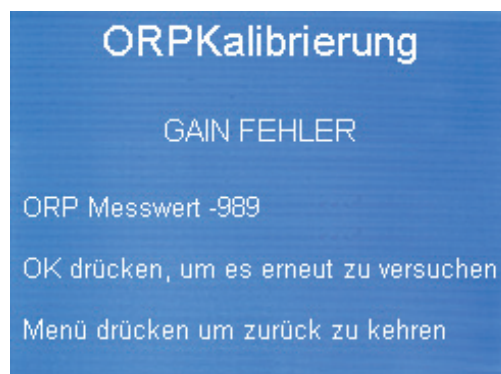 ORPKalibrierung
GAIN FEHLER
ORP Messwert -989
OK drücken, um es erneut zu versuchen
Menü drücken um zurück zu kehren